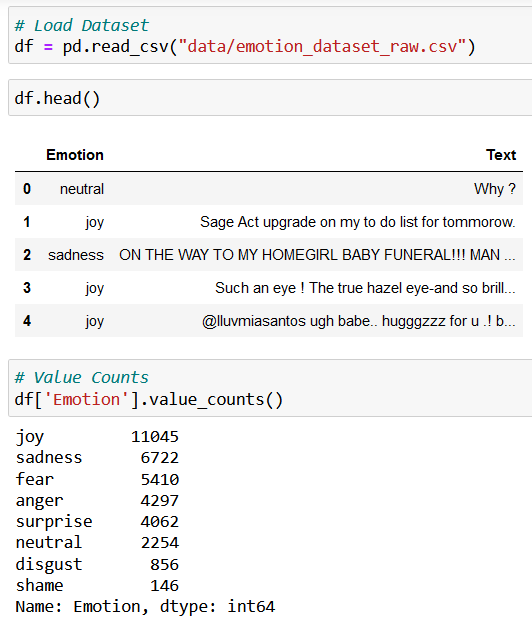 # Load Dataset
df = pd.read_csv("data/emotion_dataset_raw.csv")
df.head()
Emotion Text
0 neutral Why ?
1 joy Sage Act upgrade on my to do list for tommorow.
2 sadness ON THE WAY TO MY HOMEGIRL BABY FUNERAL!!! MAN ...
3 joy Such an eye ! The true hazel eye-and so brill...
4 joy @Iluvmiasantos ugh babe.. hugggzzz for u .! b...
# Value Counts
df['Emotion'].value_counts()
joy 11045
sadness 6722
fear 5410
anger 4297
surprise 4062
neutral 2254
disgust 856
shame 146
Name: Emotion, dtype: int64